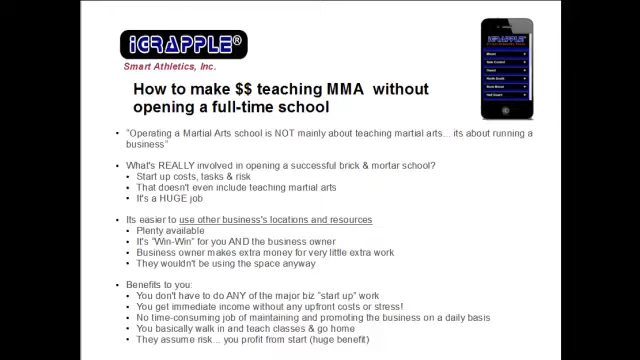 iGRAPPLE®
Smart Athletics, Inc.
iGRAPPLE
How to make $$ teaching MMA without
opening a full-time school
• "Operating a Martial Arts school is NOT mainly about teaching martial arts... its about running a
business"
• What's REALLY involved in opening a successful brick & mortar school?
• Start up costs, tasks & risk
• That doesn't even include teaching martial arts
• It's a HUGE job
• Its easier to use other business's locations and resources
• Plenty available
• It's "Win-Win" for you AND the business owner
• Business owner makes extra money for very little extra work
• They wouldn't be using the space anyway
• Benefits to you:
• You don't have to do ANY of the major biz "start up" work
• You get immediate income without any upfront costs or stress!
• No time-consuming job of maintaining and promoting the business on a daily basis
• You basically walk in and teach classes & go home
• They assume risk... you profit from start (huge benefit)